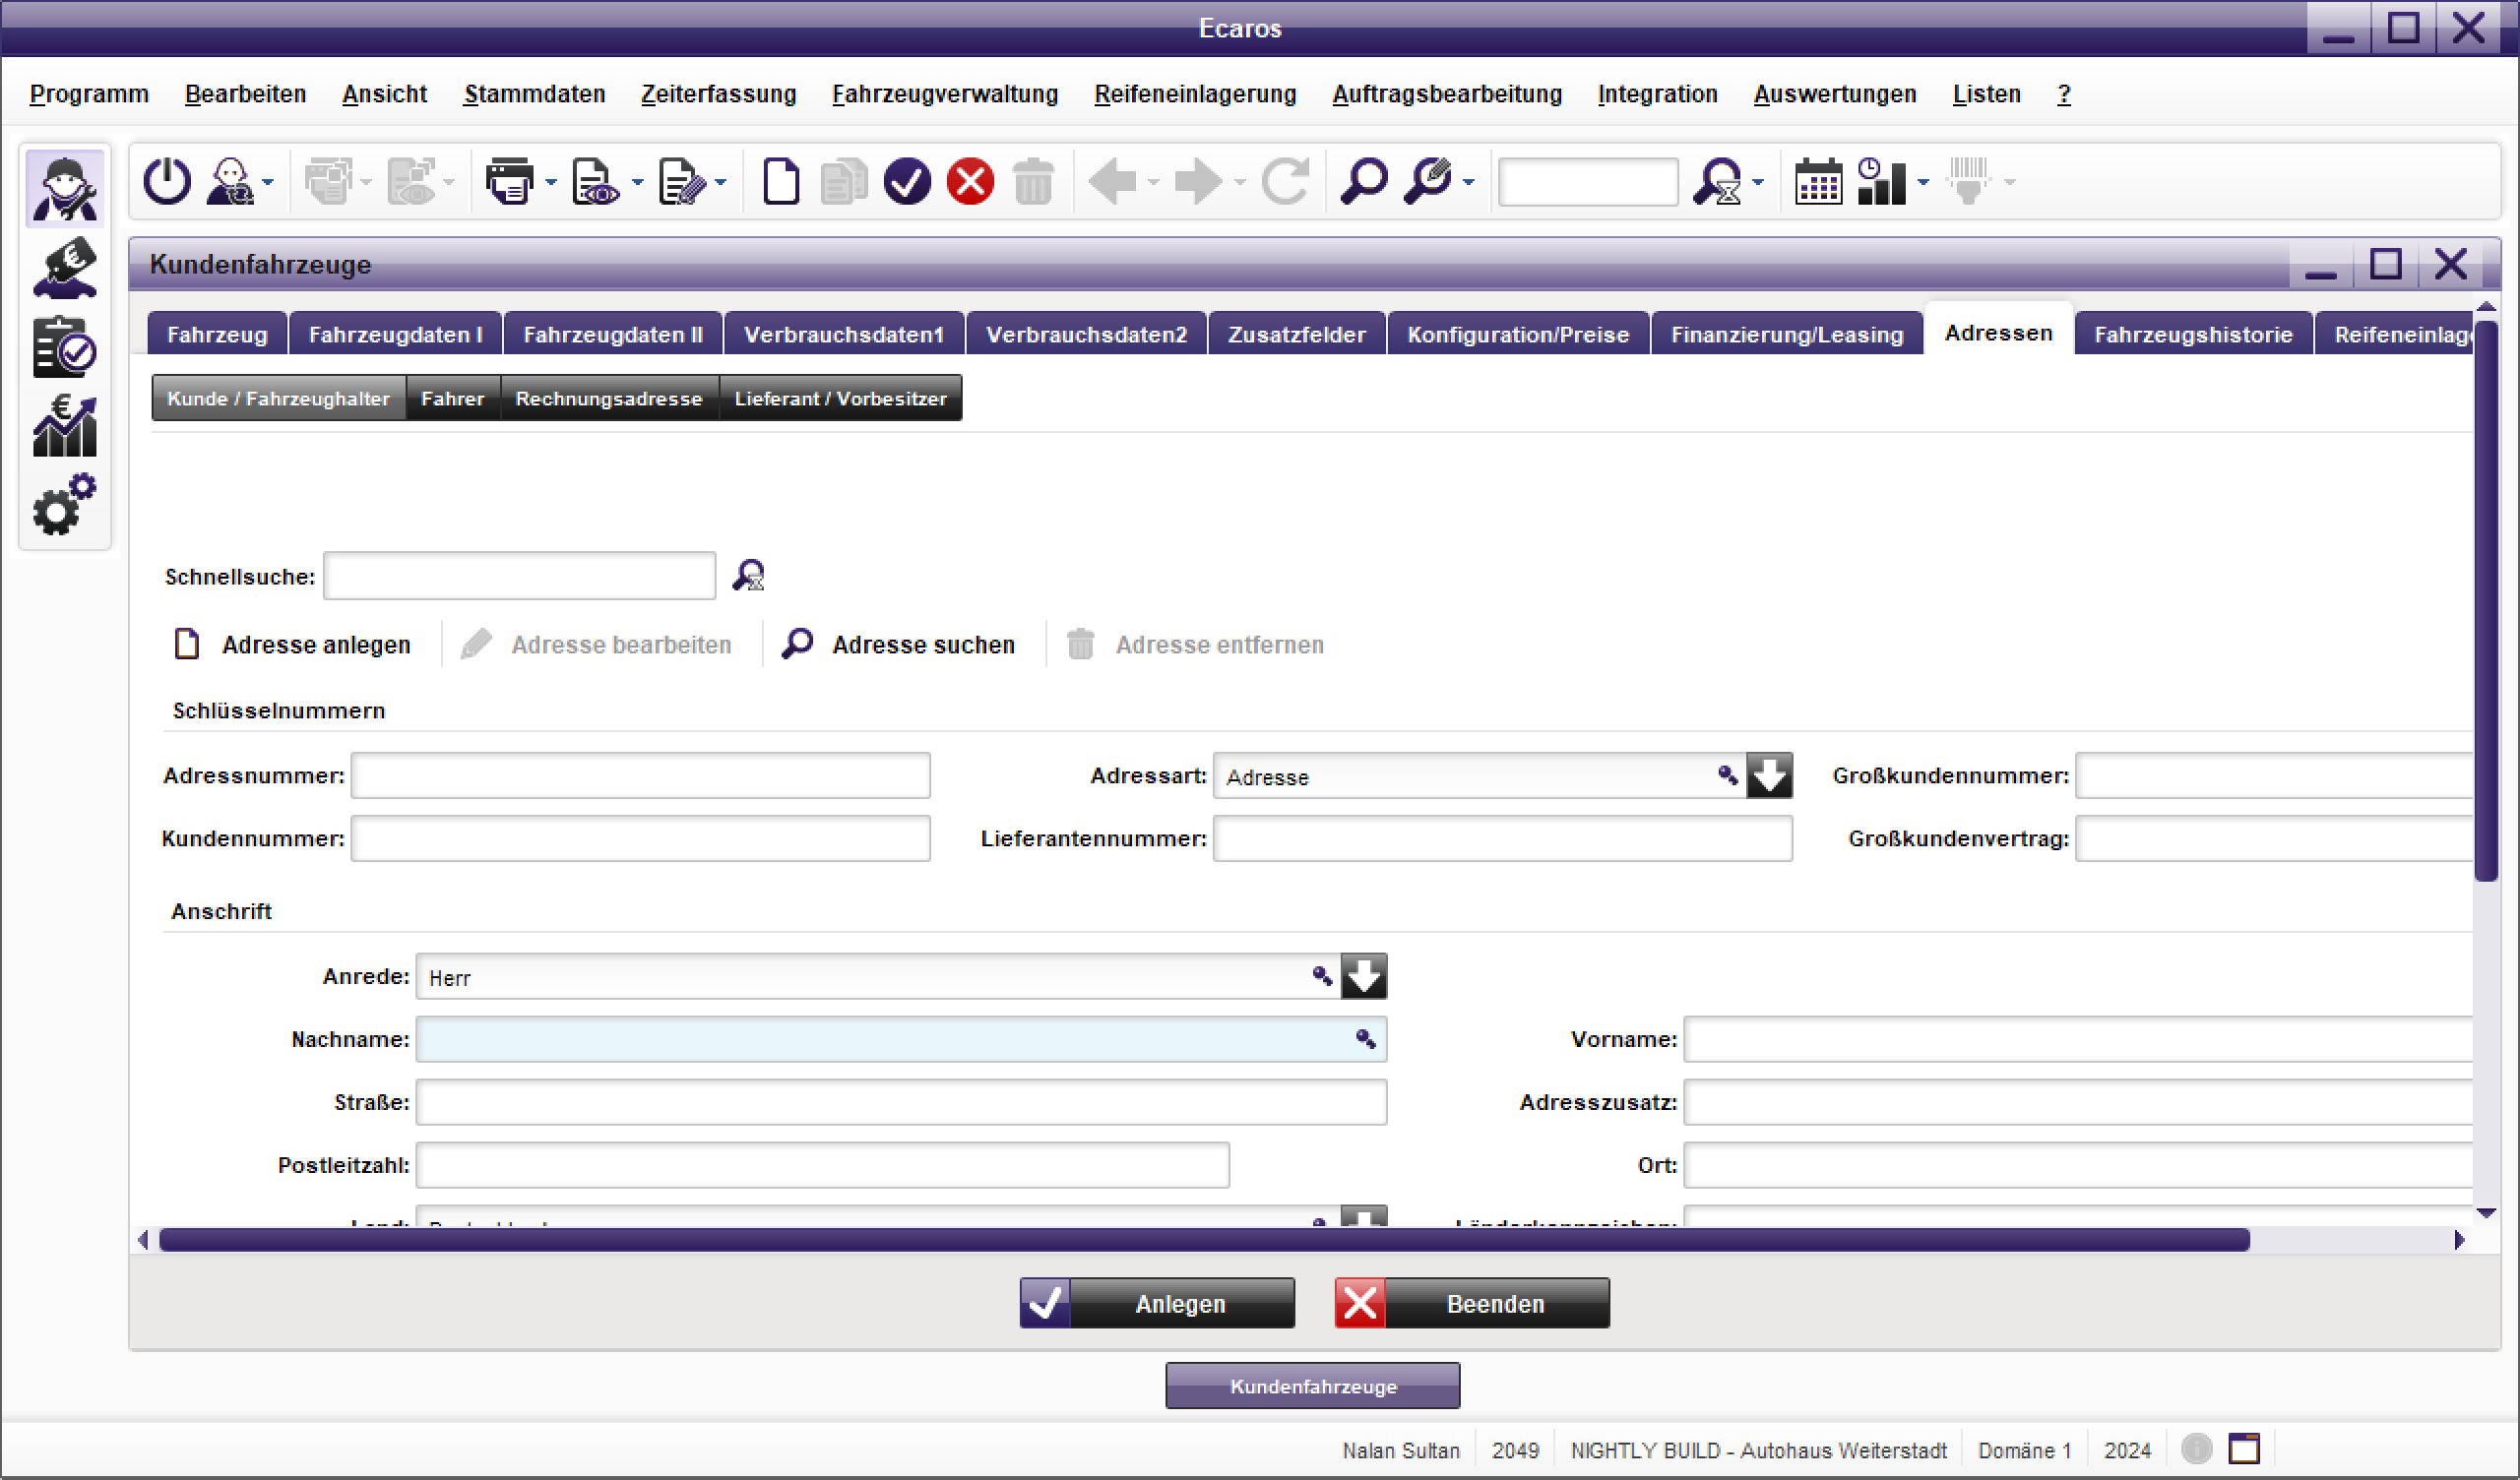 Ecaros
Programm Bearbeiten Ansicht Stammdaten Zeiterfassung Fahrzeugverwaltung Reifeneinlagerung Auftragsbearbeitung Integration Auswertungen Listen ?
Kundenfahrzeuge
Fahrzeug Fahrzeugdaten I Fahrzeugdaten II Verbrauchsdaten1 Verbrauchsdaten2 Zusatzfelder Konfiguration/Preise Finanzierung/Leasing Adressen Fahrzeugshistorie Reifeneinlag
Kunde / Fahrzeughalter Fahrer Rechnungsadresse Lieferant / Vorbesitzer
Schnellsuche:
Adresse anlegen Adresse bearbeiten Adresse suchen Adresse entfernen
Schlüsselnummern
Adressnummer: Adressart: Adresse Großkundennummer:
Kundennummer: Lieferantennummer: Großkundenvertrag:
Anschrift
Anrede: Herr
Nachname: Vorname:
Straße: Adresszusatz:
Postleitzahl: Ort:
Anlegen Beenden
Kundenfahrzeuge
Nalan Sultan 2049 NIGHTLY BUILD - Autohaus Weiterstadt Domäne 1 2024